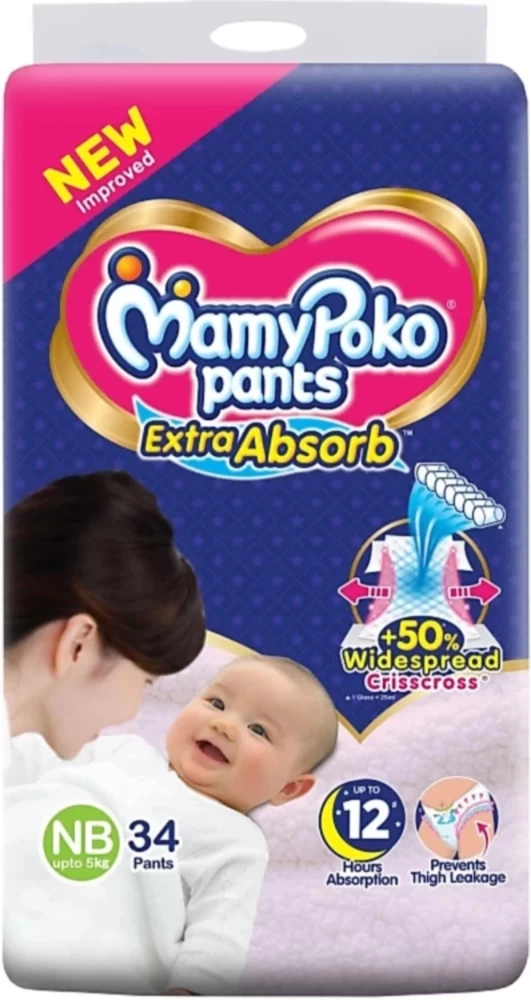 NEW
Improved
MamyPoko®
pants
Extra Absorb™
+50%
Widespread
Crisscross
NB
upto 5kg
34
Pants
UP TO
12
Hours
Absorption
Prevents
Thigh Leakage